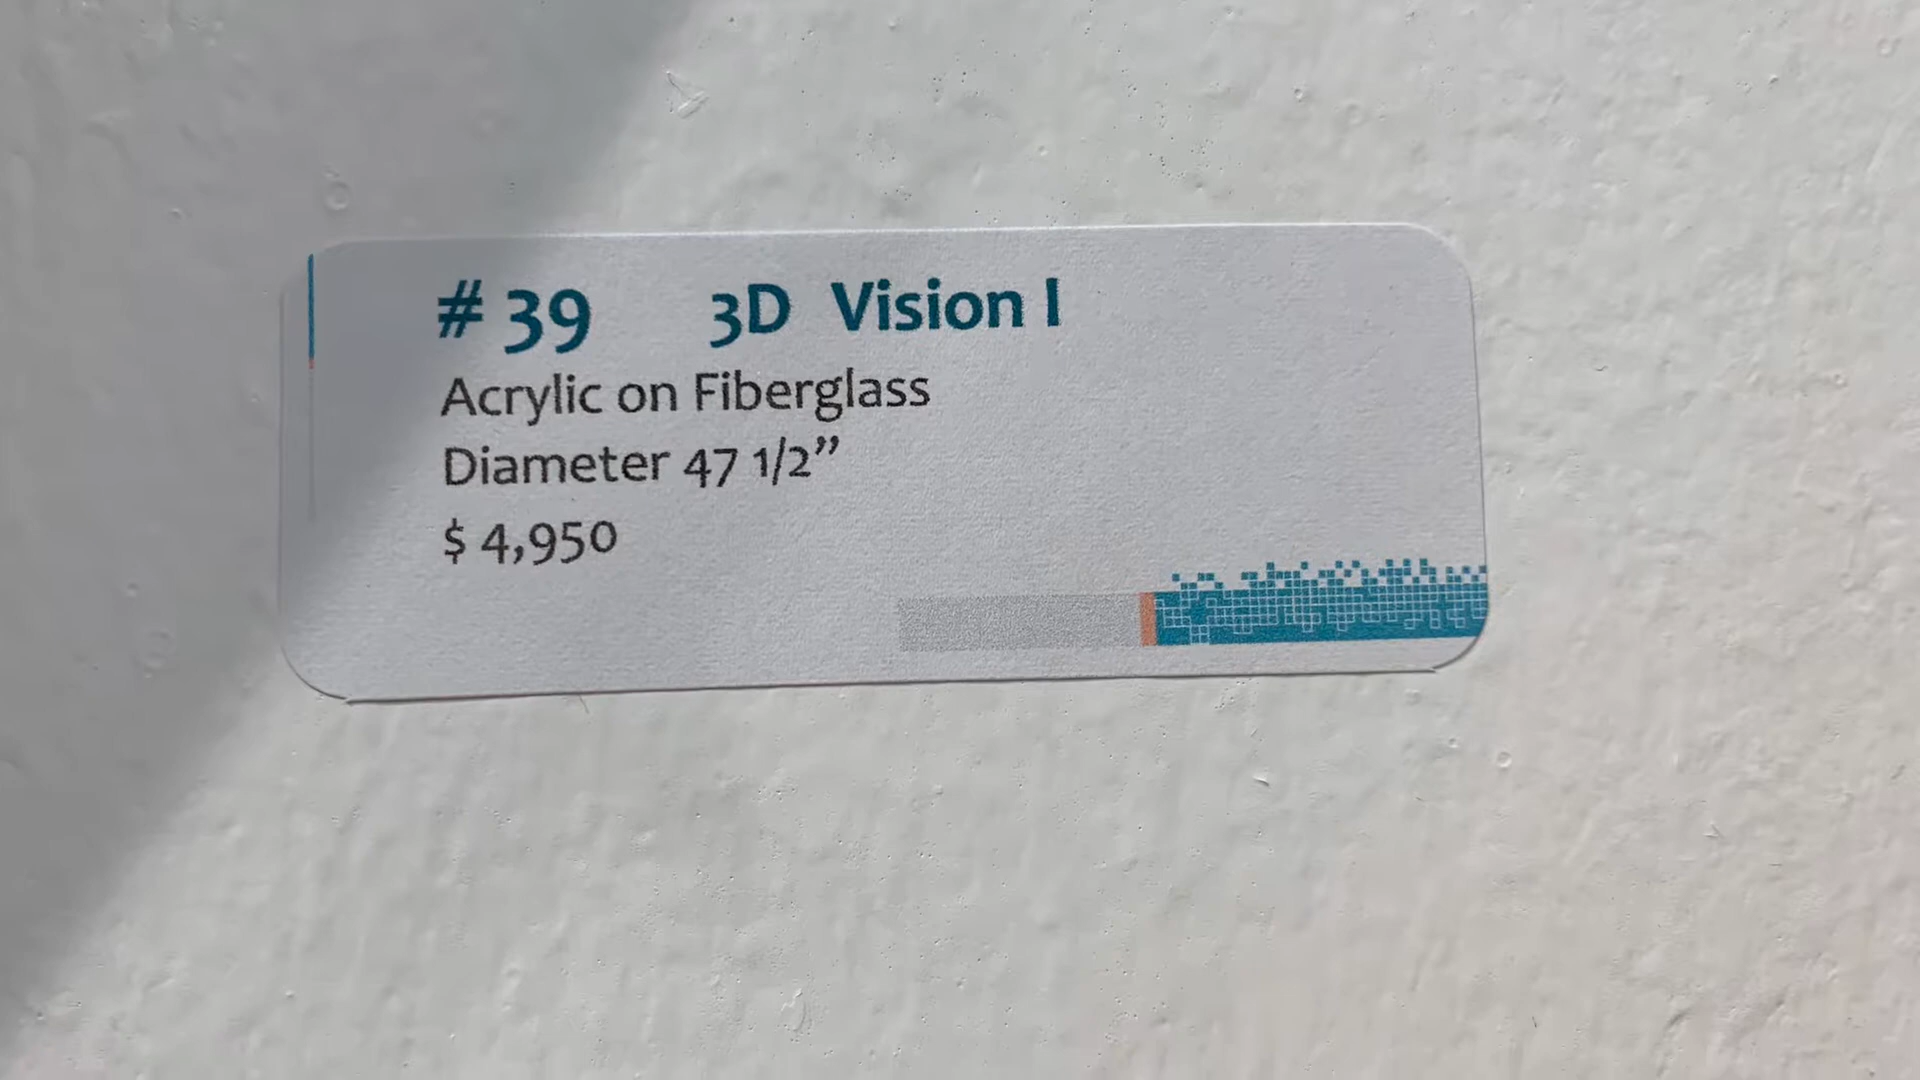 # 39 3D Vision I
Acrylic on Fiberglass
Diameter 47 1/2”
$ 4,950